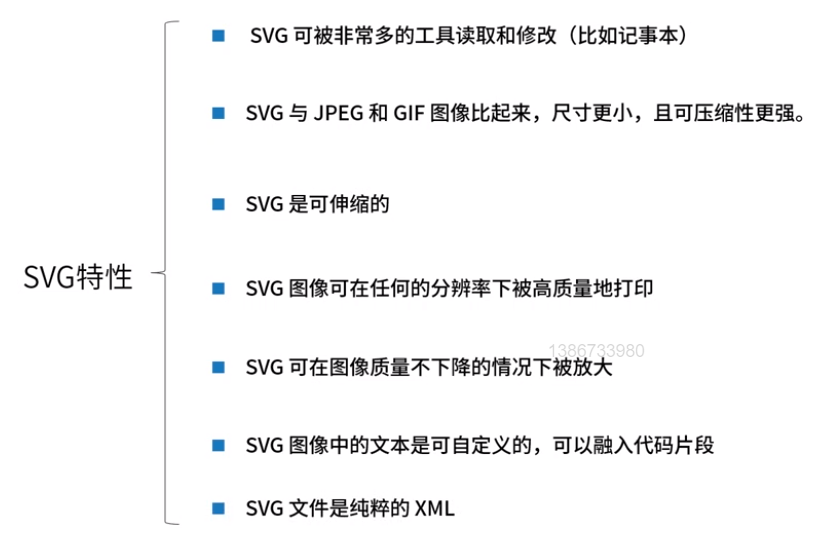 SVG 可被非常多的工具读取和修改（比如记事本）
SVG 与 JPEG 和 GIF 图像比起来，尺寸更小，且可压缩性更强。
SVG 是可伸缩的
SVG特性
SVG 图像可在任何的分辨率下被高质量地打印
1386733980
SVG 可在图像质量不下降的情况下被放大
SVG 图像中的文本是可自定义的，可以融入代码片段
SVG 文件是纯粹的 XML